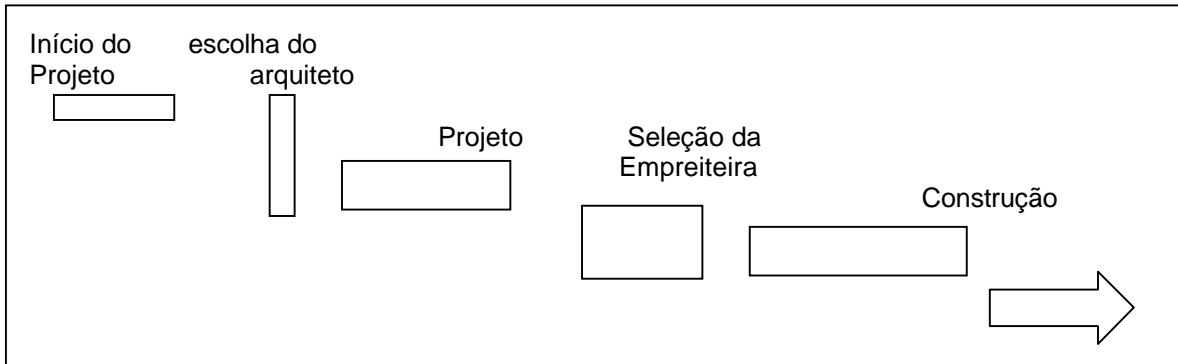 Início do escolha do
Projeto arquiteto
Projeto Seleção da
Empreiteira
Construção